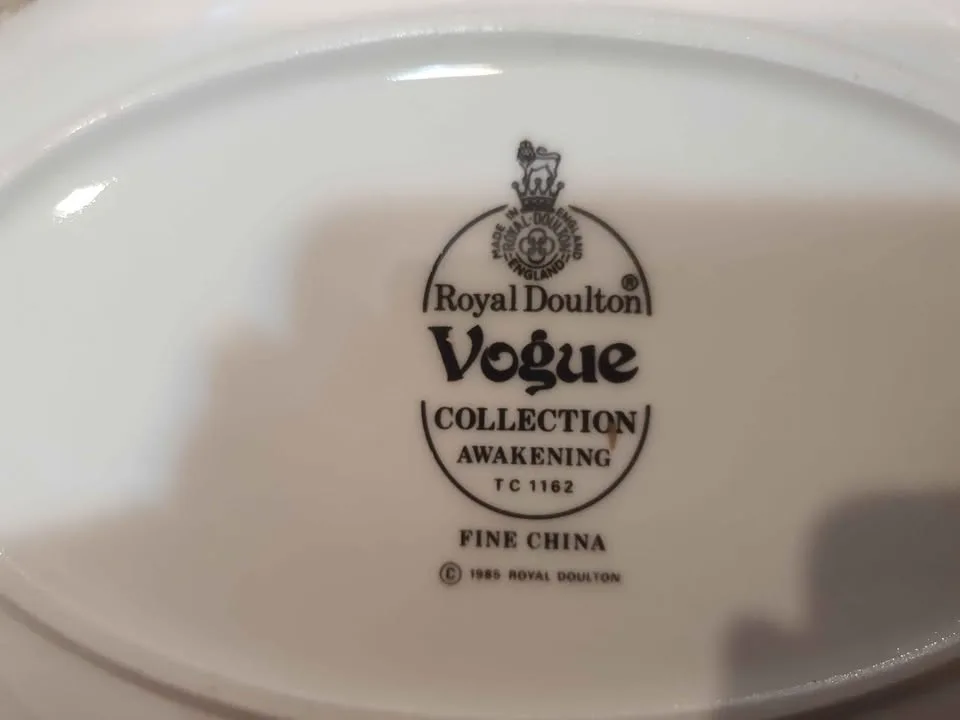 MADE IN ENGLAND
ROYAL·DOULTON
ENGLAND
Royal Doulton®
Vogue
COLLECTION
AWAKENING
TC 1162
FINE CHINA
© 1985 ROYAL DOULTON